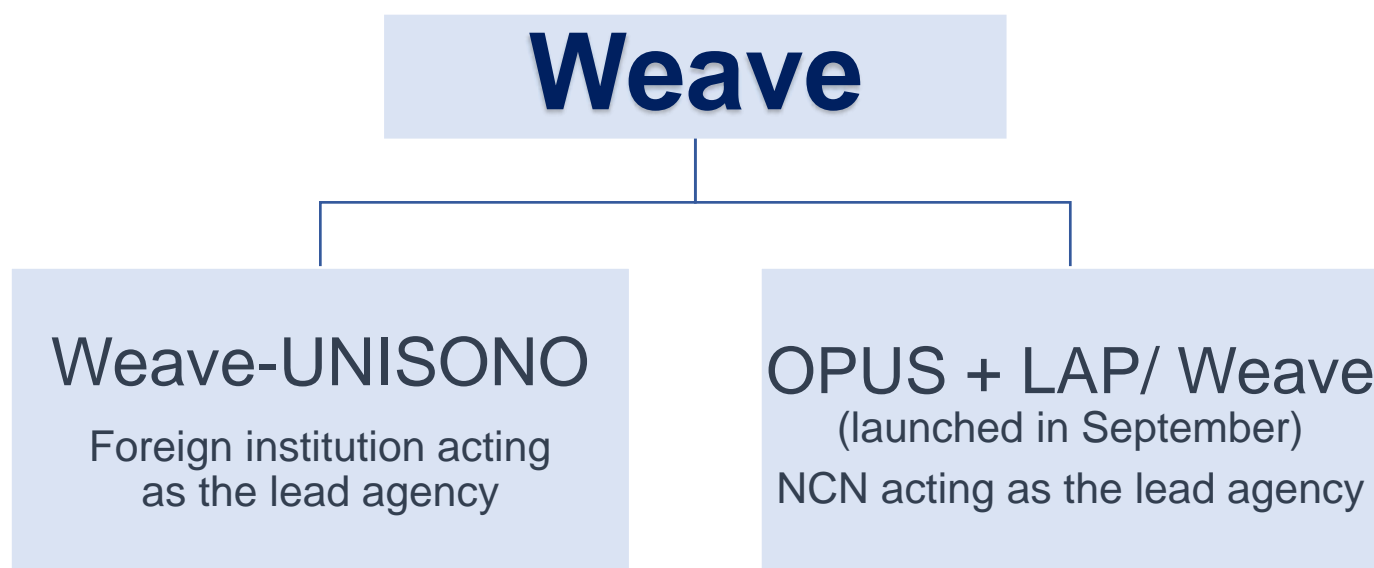 Weave
Weave-UNISONO
Foreign institution acting
as the lead agency
OPUS + LAP/ Weave
(launched in September)
NCN acting as the lead agency